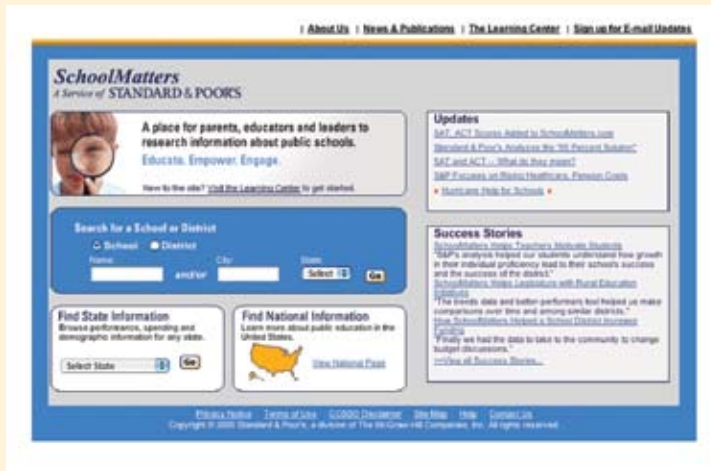 | About Us | News & Publications | The Learning Center | Sign up for E-mail Updates
SchoolMatters
A Service of STANDARD & POOR'S
A place for parents, educators and leaders to
research information about public schools.
Educate. Empower. Engage.
New to the site? Visit the Learning Center to get started.
Search for a School or District
School District
Name: City: State:
and/or Select Go
Find State Information
Browse performance, spending and
demographic information for any state.
Select State Go
Find National Information
Learn more about public education in the
United States.
View National Page
Updates
SAT, ACT Scores Added to SchoolMatters.com
Standard & Poor's Analyzes the "65 Percent Solution"
SAT and ACT -- What do they mean?
S&P Focuses on Rising Healthcare, Pension Costs
Hurricane Help for Schools
Success Stories
SchoolMatters Helps Teachers Motivate Students
"S&P's analysis helped our students understand how growth
in their individual proficiency lead to their school's success
and the success of the district."
SchoolMatters Helps Legislature with Rural Education
Initiatives
"The trends data and better performers tool helped us make
comparisons over time and among similar districts."
How SchoolMatters Helped a School District Increase
Funding
"Finally we had the data to take to the community to change
budget discussions."
>>View all Success Stories...
Privacy Notice Terms of Use CCSSO Disclaimer Site Map Help Contact Us
Copyright © 2005 Standard & Poor's, a division of The McGraw-Hill Companies, Inc. All rights reserved.